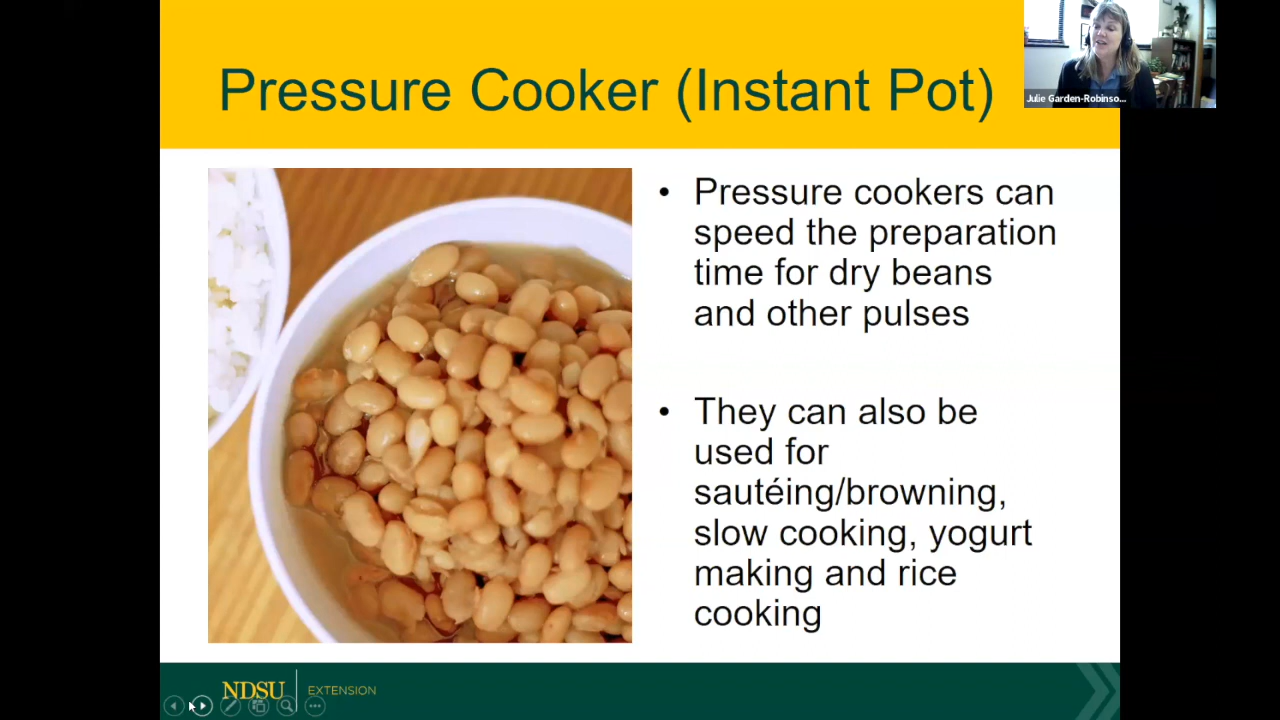 Pressure Cooker (Instant Pot)
Julie Garden-Robinso...
• Pressure cookers can
speed the preparation
time for dry beans
and other pulses
• They can also be
used for
sautéing/browning,
slow cooking, yogurt
making and rice
cooking
NDSU EXTENSION